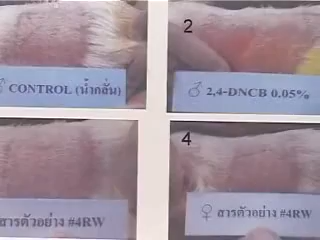 2
♂ CONTROL (น้ำกลั่น)
♂ 2,4-DNCB 0.05%
4
สารตัวอย่าง #4RW
♀ สารตัวอย่าง #4RW